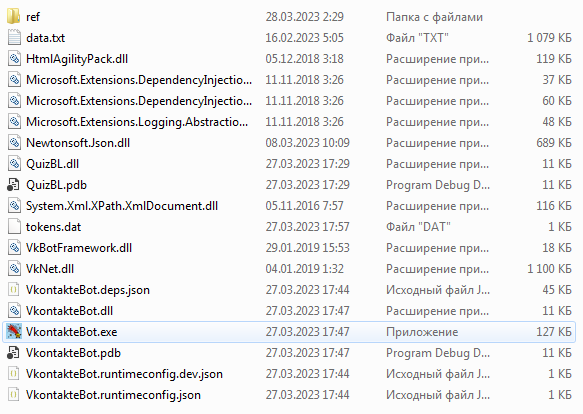 ref 28.03.2023 2:29 Папка с файлами
data.txt 16.02.2023 5:05 Файл "TXT" 1 079 КБ
HtmlAgilityPack.dll 05.12.2018 3:18 Расширение при... 119 КБ
Microsoft.Extensions.DependencyInjectio... 11.11.2018 3:26 Расширение при... 37 КБ
Microsoft.Extensions.DependencyInjectio... 11.11.2018 3:26 Расширение при... 60 КБ
Microsoft.Extensions.Logging.Abstractio... 11.11.2018 3:26 Расширение при... 48 КБ
Newtonsoft.Json.dll 08.03.2023 10:09 Расширение при... 689 КБ
QuizBL.dll 27.03.2023 17:29 Расширение при... 11 КБ
QuizBL.pdb 27.03.2023 17:29 Program Debug D... 11 КБ
System.Xml.XPath.XmlDocument.dll 05.11.2016 7:57 Расширение при... 116 КБ
tokens.dat 27.03.2023 17:57 Файл "DAT" 1 КБ
VkBotFramework.dll 29.01.2019 15:53 Расширение при... 18 КБ
VkNet.dll 04.01.2019 1:32 Расширение при... 1 100 КБ
VkontakteBot.deps.json 27.03.2023 17:44 Исходный файл J... 45 КБ
VkontakteBot.dll 27.03.2023 17:47 Расширение при... 11 КБ
VkontakteBot.exe 27.03.2023 17:47 Приложение 127 КБ
VkontakteBot.pdb 27.03.2023 17:47 Program Debug D... 11 КБ
VkontakteBot.runtimeconfig.dev.json 27.03.2023 17:44 Исходный файл J... 1 КБ
VkontakteBot.runtimeconfig.json 27.03.2023 17:44 Исходный файл J... 1 КБ